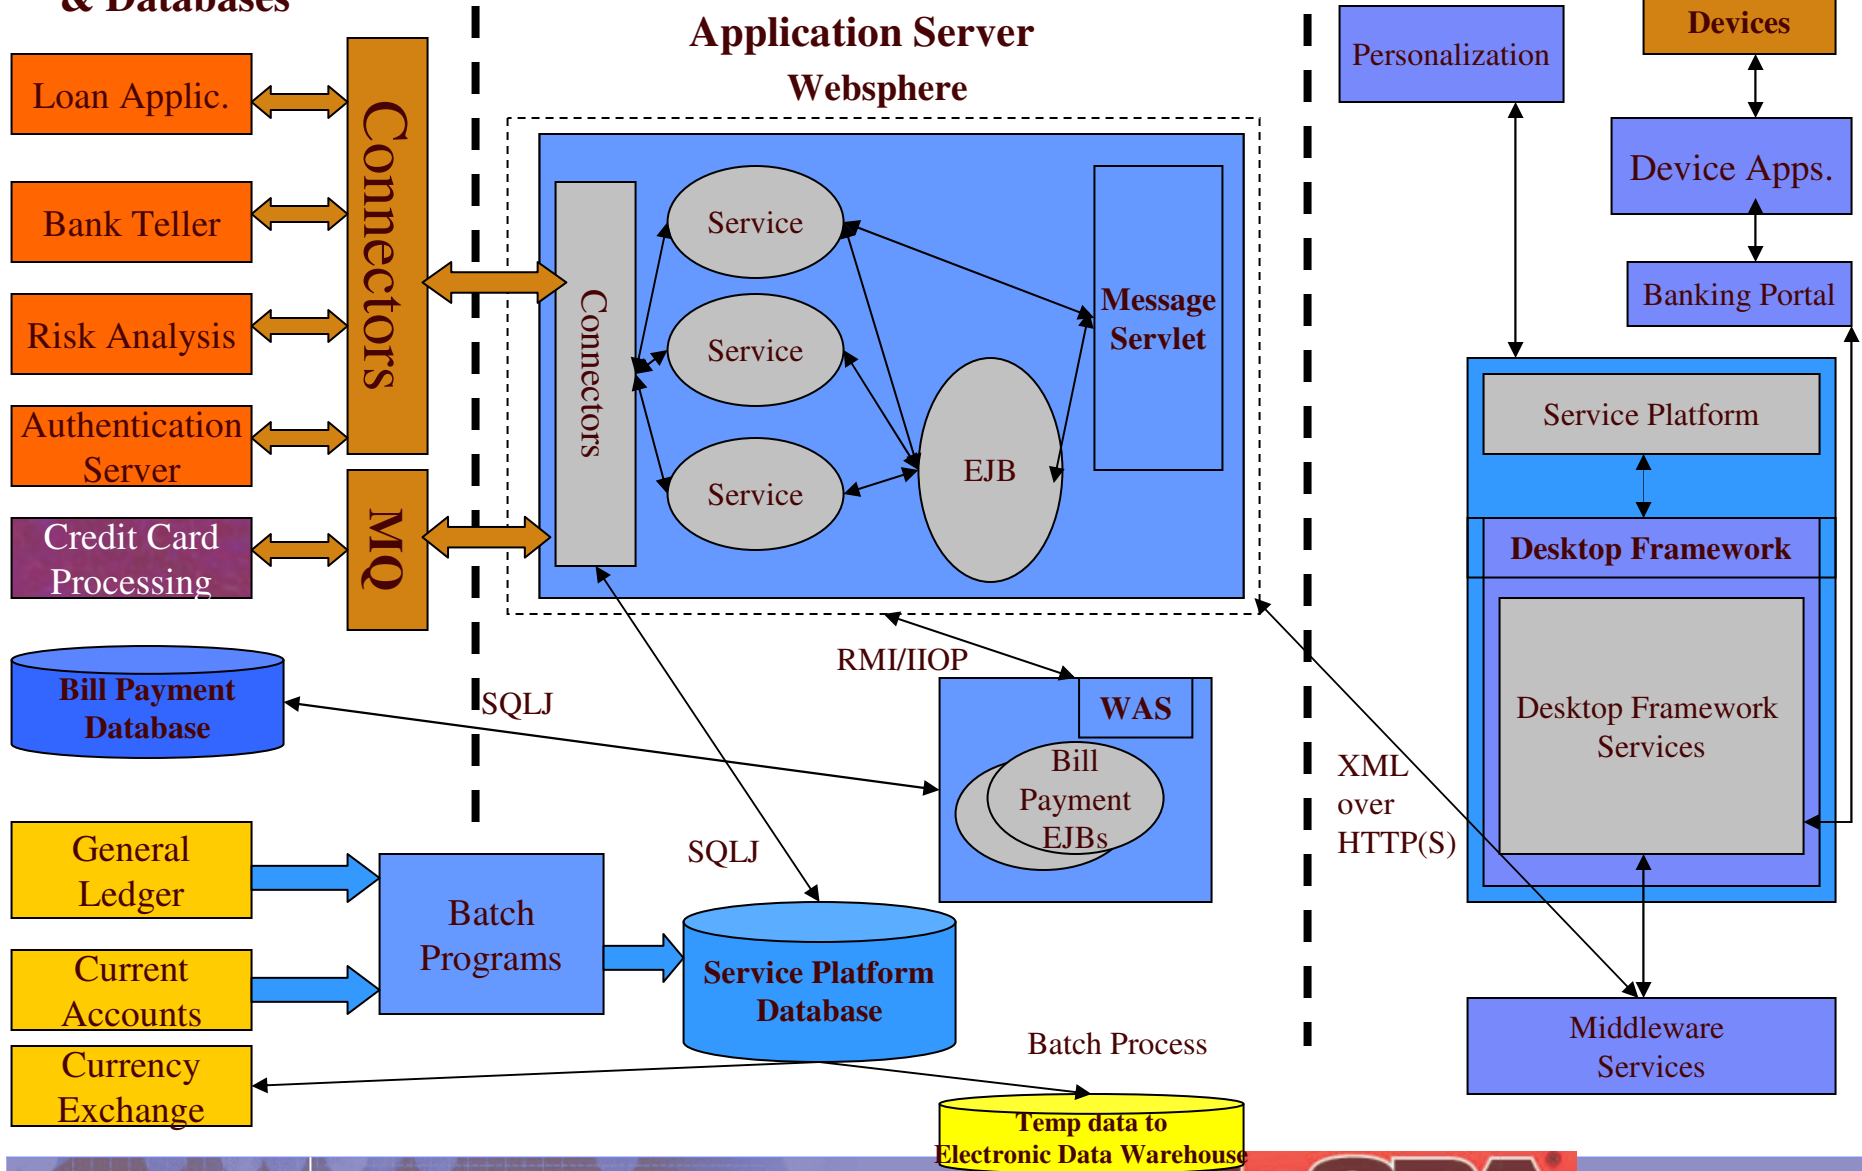 & Databases
Application Server
Websphere
Loan Applic.
Bank Teller
Risk Analysis
Authentication
Server
Credit Card
Processing
Connectors
MQ
Connectors
Service
Service
Service
EJB
Message
Servlet
Personalization
Devices
Device Apps.
Banking Portal
Service Platform
Desktop Framework
Desktop Framework
Services
Middleware
Services
XML
over
HTTP(S)
RMI/IIOP
SQLJ
WAS
Bill
Payment
EJBs
Bill Payment
Database
SQLJ
General
Ledger
Current
Accounts
Currency
Exchange
Batch
Programs
Service Platform
Database
Batch Process
Temp data to
Electronic Data Warehouse